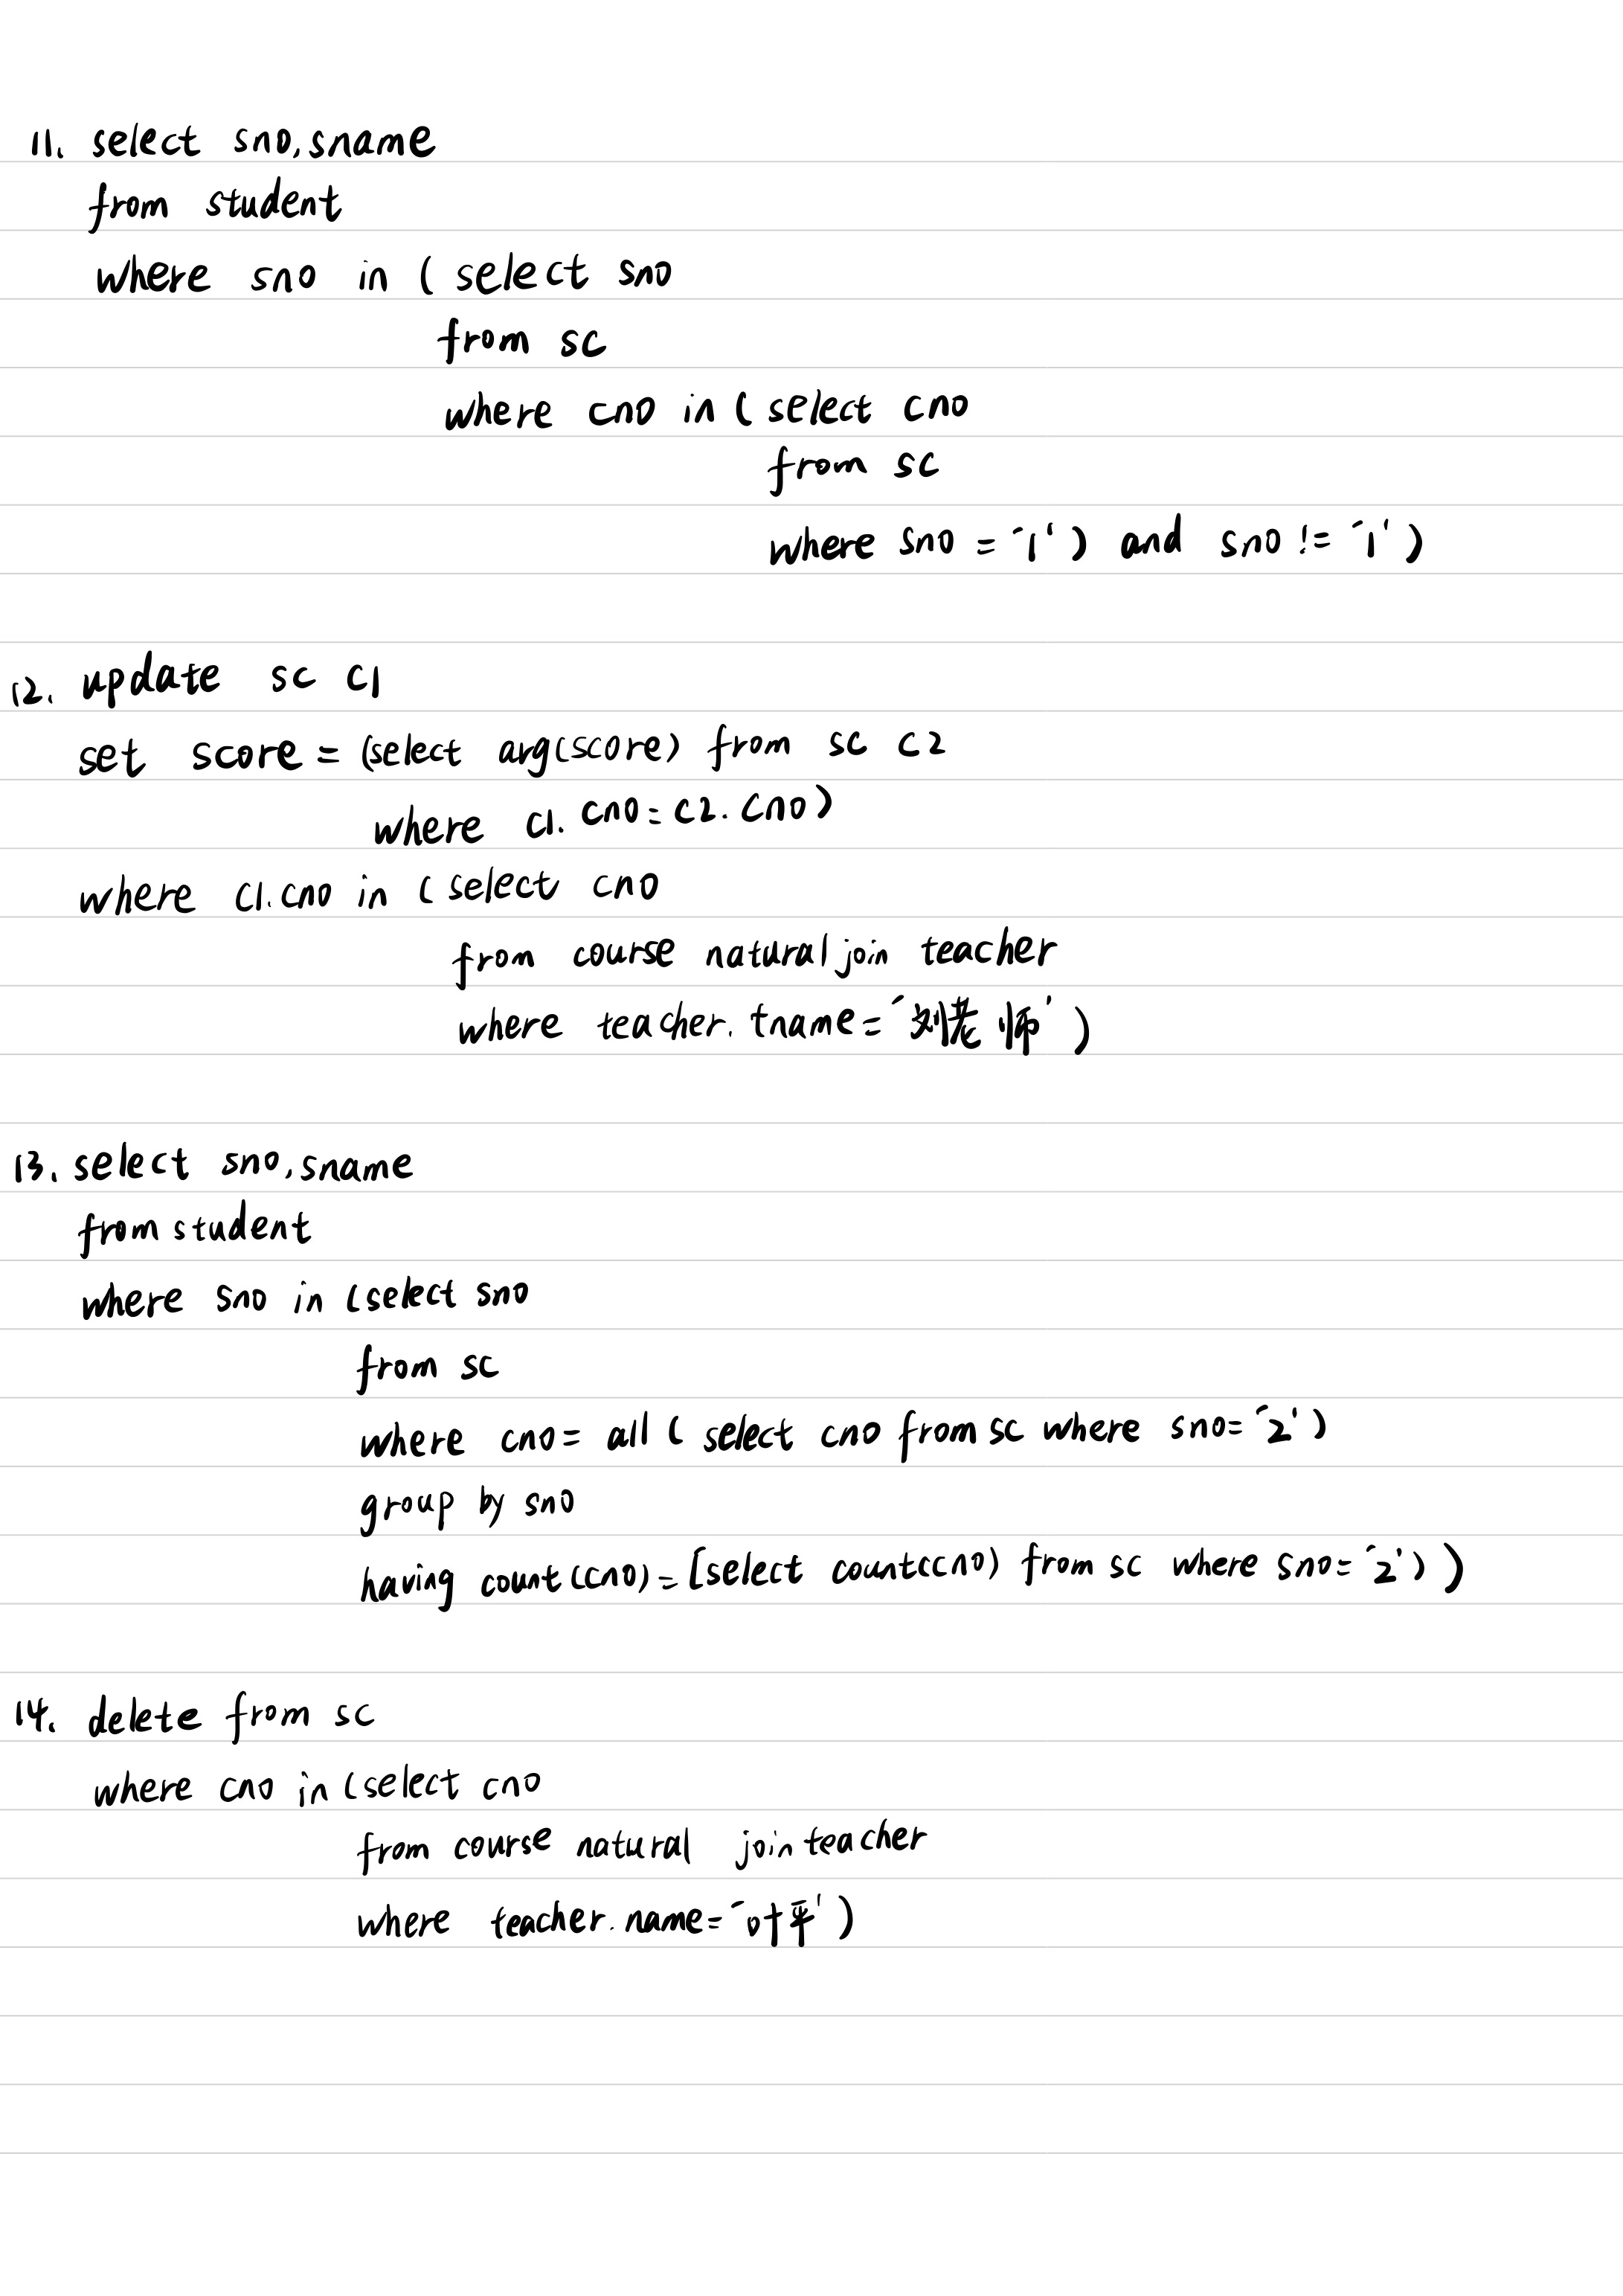 11. select sno,sname
from student
where sno in ( select sno
from sc
where cno in ( select cno
from sc
where sno = '1' ) and sno != '1' )
12. update sc c1
set score = (select arg(score) from sc c2
where c1.cno = c2.cno)
where c1.cno in ( select cno
from course natural join teacher
where teacher.tname = '刘老师' )
13. select sno,sname
from student
where sno in (select sno
from sc
where cno = all ( select cno from sc where sno = '2' )
group by sno
having count(cno) = [select count(cno) from sc where sno = '2' ) )
14. delete from sc
where cno in (select cno
from course natural join teacher
where teacher.name = '叶平' )